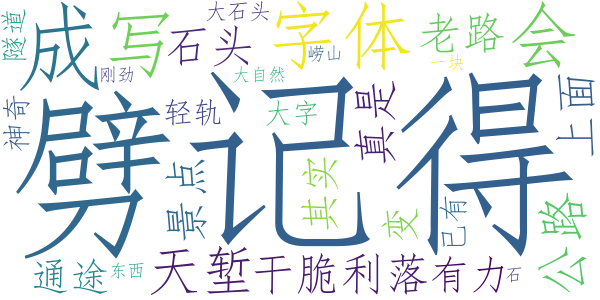 隧道
成
写
大石头
石头
字体
崂山
老路
会
刚劲
大自然
一块
神奇
轻轨
大字
真是
上面
劈
记
得
景点
其实
变
已有
公路
通途
东西
天堑
干脆利落
有力
石